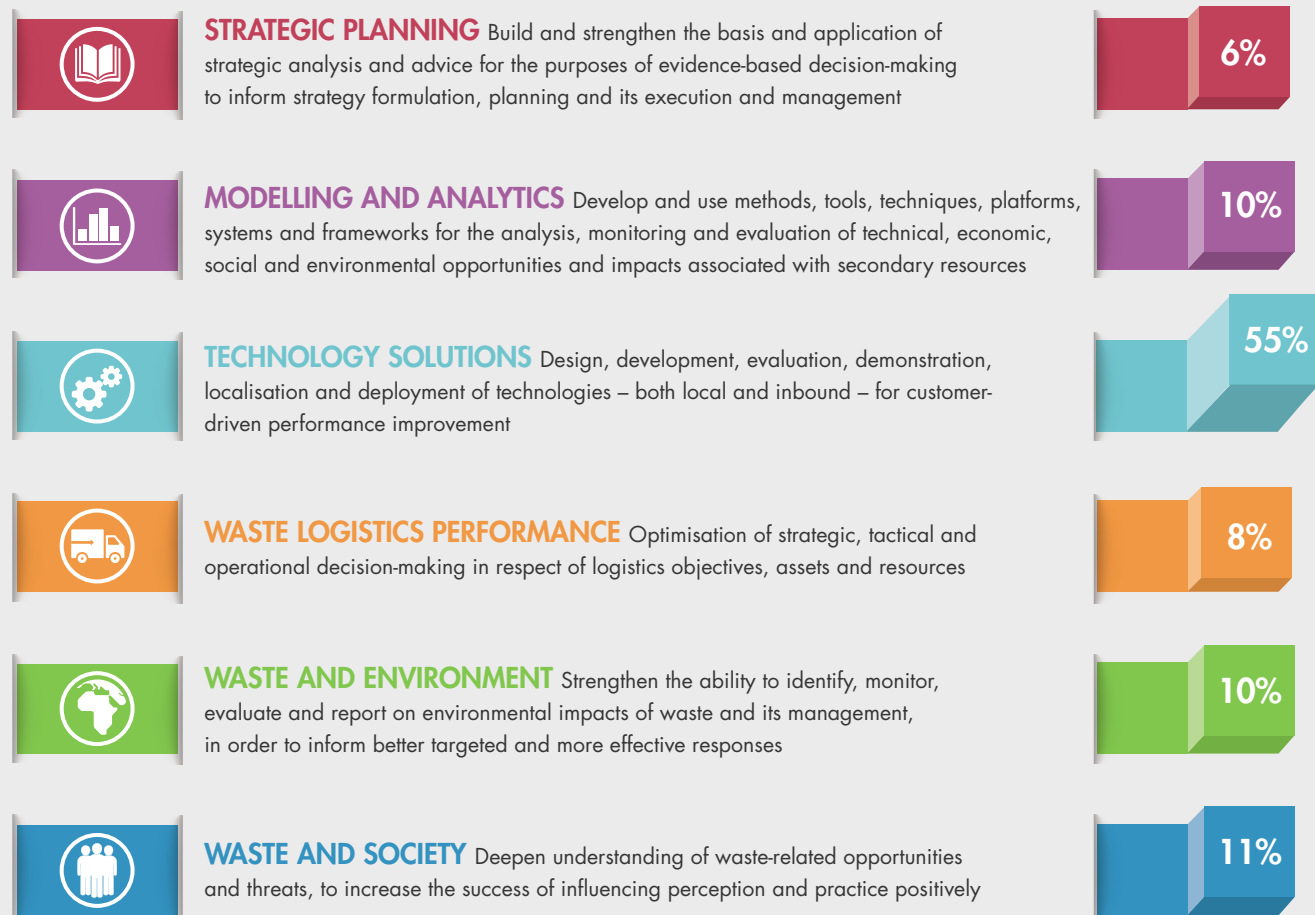 STRATEGIC PLANNING Build and strengthen the basis and application of
strategic analysis and advice for the purposes of evidence-based decision-making
to inform strategy formulation, planning and its execution and management
6%
MODELLING AND ANALYTICS Develop and use methods, tools, techniques, platforms,
systems and frameworks for the analysis, monitoring and evaluation of technical, economic,
social and environmental opportunities and impacts associated with secondary resources
10%
TECHNOLOGY SOLUTIONS Design, development, evaluation, demonstration,
localisation and deployment of technologies – both local and inbound – for customer-
driven performance improvement
55%
WASTE LOGISTICS PERFORMANCE Optimisation of strategic, tactical and
operational decision-making in respect of logistics objectives, assets and resources
8%
WASTE AND ENVIRONMENT Strengthen the ability to identify, monitor,
evaluate and report on environmental impacts of waste and its management,
in order to inform better targeted and more effective responses
10%
WASTE AND SOCIETY Deepen understanding of waste-related opportunities
and threats, to increase the success of influencing perception and practice positively
11%